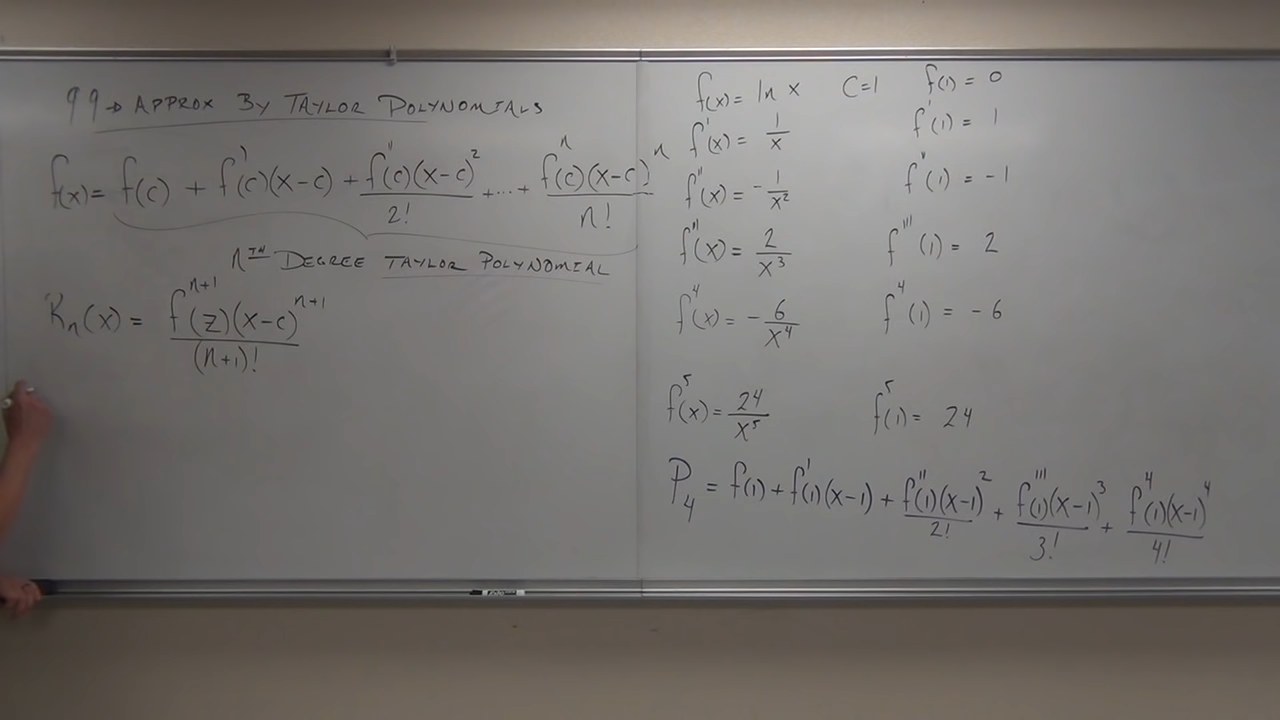 99 → APPROX BY TAYLOR POLYNOMIALS
f(x) = f(c) + f'(c)(x-c) + f''(c)(x-c)²/2! + ... + fⁿ(c)(x-c)ⁿ/n!
nTH DEGREE TAYLOR POLYNOMIAL
Rₙ(x) = fⁿ⁺¹(z)(x-c)ⁿ⁺¹/(n+1)!
f(x) = ln x C=1 f(1) = 0
f'(x) = 1/x f'(1) = 1
f''(x) = -1/x² f''(1) = -1
f'''(x) = 2/x³ f'''(1) = 2
f⁴(x) = -6/x⁴ f⁴(1) = -6
f⁵(x) = 24/x⁵ f⁵(1) = 24
P₄ = f(1) + f'(1)(x-1) + f''(1)(x-1)²/2! + f'''(1)(x-1)³/3! + f⁴(1)(x-1)⁴/4!